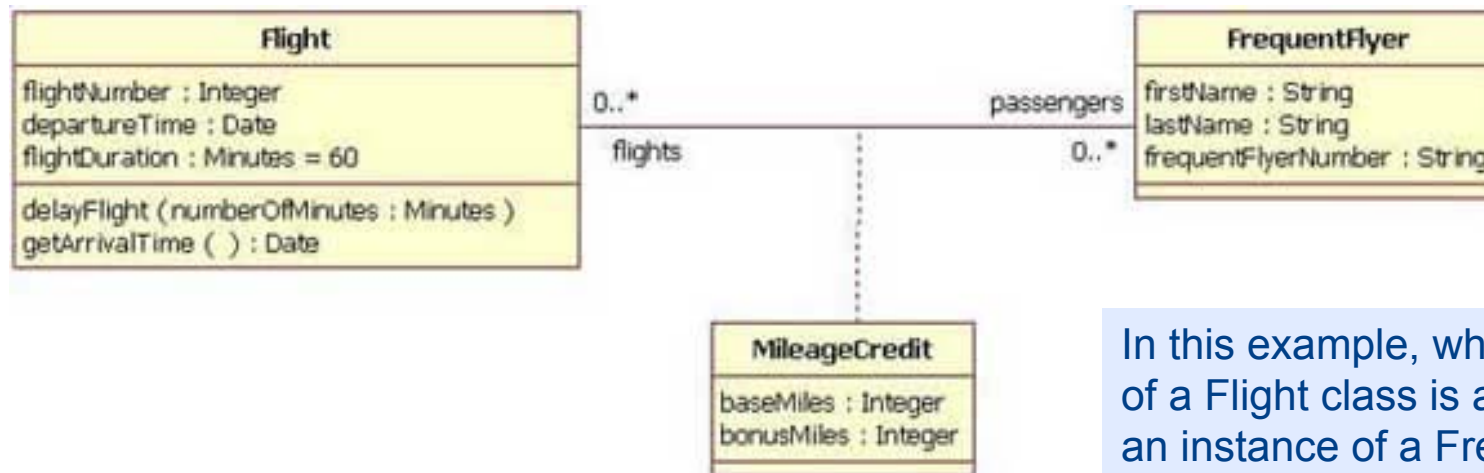 Flight
flightNumber : Integer
departureTime : Date
flightDuration : Minutes = 60
delayFlight ( numberOfMinutes : Minutes )
getArrivalTime ( ) : Date
0..*
flights
passengers
0..*
FrequentFlyer
firstName : String
lastName : String
frequentFlyerNumber : String
MileageCredit
baseMiles : Integer
bonusMiles : Integer
In this example,
of a Flight class is
an instance of a